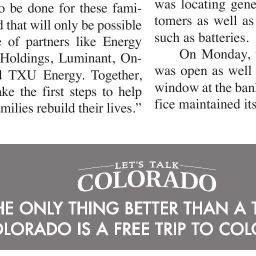 o be done for these fami-
d that will only be possible
e of partners like Energy
Holdings, Luminant, On-
d TXU Energy. Together,
ake the first steps to help
milies rebuild their lives.”
was locating gene
tomers as well as
such as batteries.
On Monday,
was open as well
window at the ban
fice maintained its
LET'S TALK
COLORADO
HE ONLY THING BETTER THAN A T
OLORADO IS A FREE TRIP TO COL